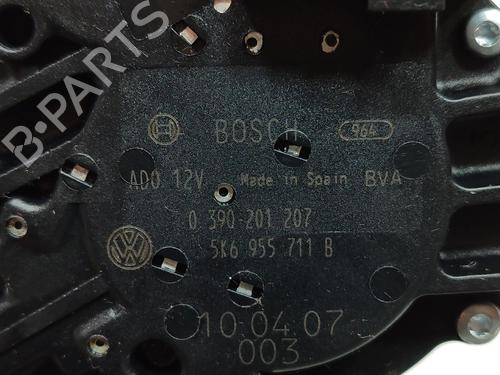 BOSCH 964
AD0 12V Made in Spain BVA
0 390 201 207
5K6 955 711 B
10 04 07
003
B-PARTS